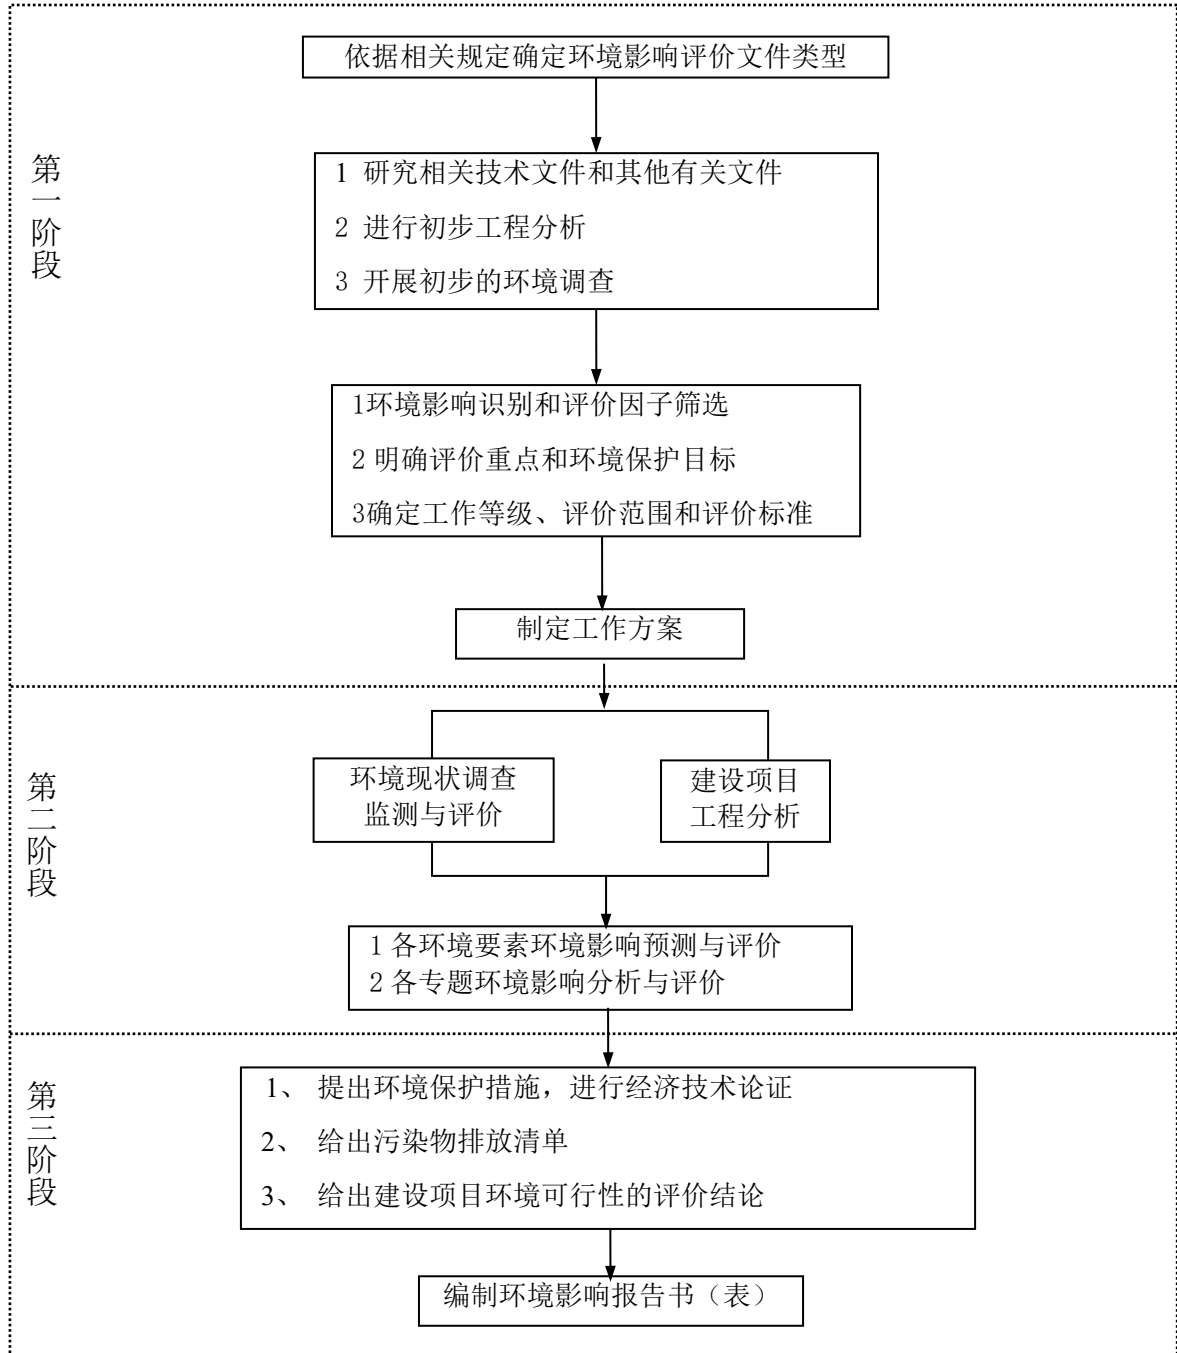 依据相关规定确定环境影响评价文件类型
第一阶段
1 研究相关技术文件和其他有关文件
2 进行初步工程分析
3 开展初步的环境调查
1环境影响识别和评价因子筛选
2 明确评价重点和环境保护目标
3确定工作等级、评价范围和评价标准
制定工作方案
第二阶段
环境现状调查
监测与评价
建设项目
工程分析
1 各环境要素环境影响预测与评价
2 各专题环境影响分析与评价
第三阶段
1、 提出环境保护措施，进行经济技术论证
2、 给出污染物排放清单
3、 给出建设项目环境可行性的评价结论
编制环境影响报告书（表）